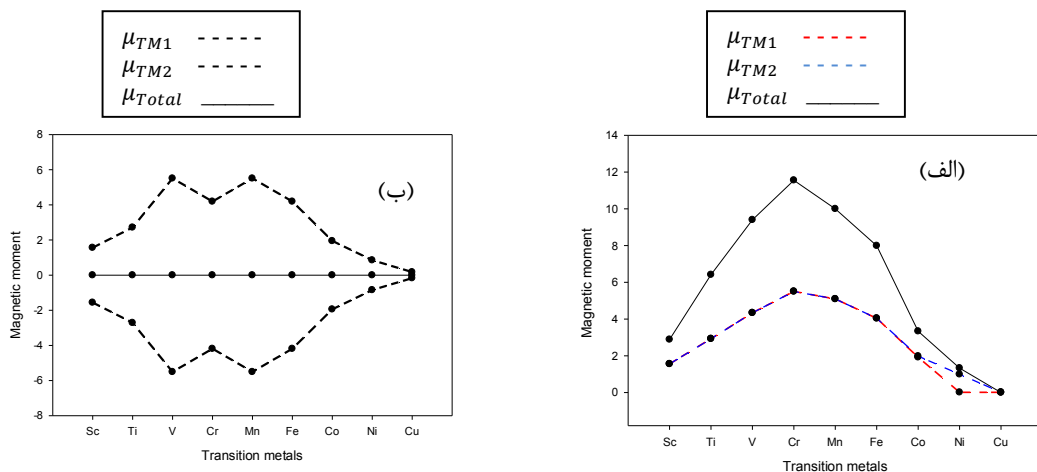 μTM1
μTM2
μTotal
8
6
4
2
0
-2
-4
-6
-8
Magnetic moment
(ب)
Sc Ti V Cr Mn Fe Co Ni Cu
Transition metals
μTM1
μTM2
μTotal
14
12
10
8
6
4
2
0
Magnetic moment
(الف)
Sc Ti V Cr Mn Fe Co Ni Cu
Transition metals